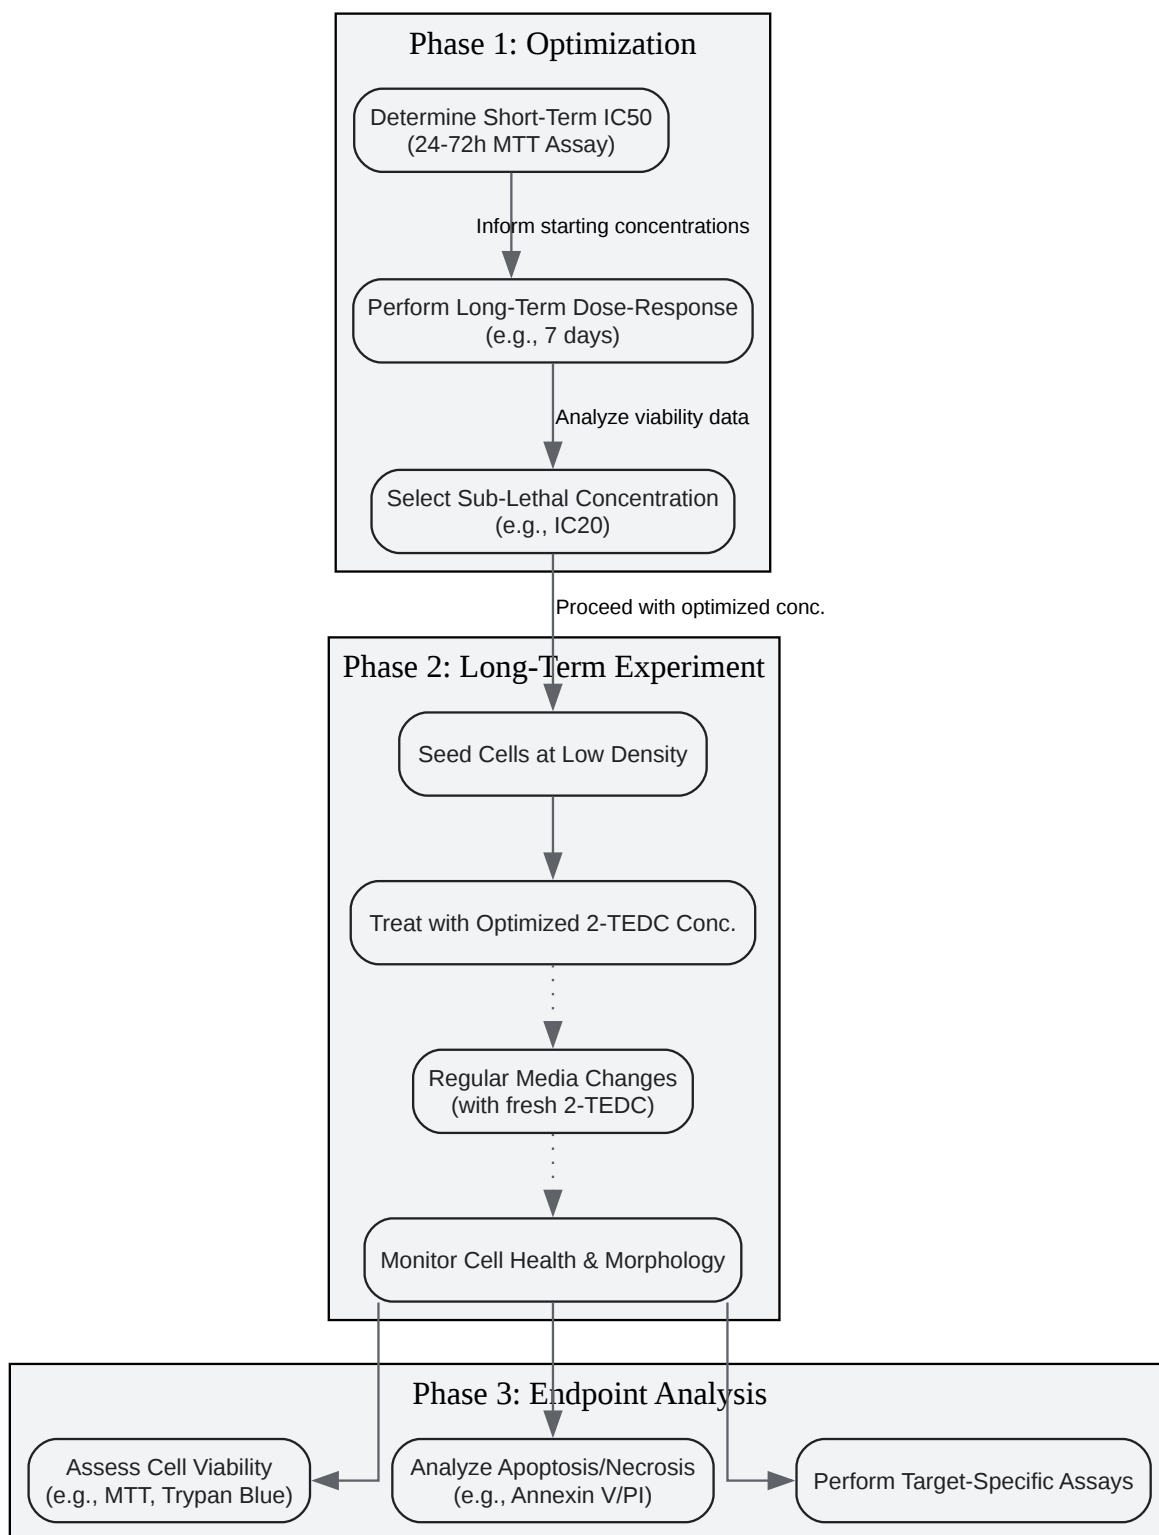 Phase 1: Optimization
Determine Short-Term IC50
(24-72h MTT Assay)
Inform starting concentrations
Perform Long-Term Dose-Response
(e.g., 7 days)
Analyze viability data
Select Sub-Lethal Concentration
(e.g., IC20)
Proceed with optimized conc.
Phase 2: Long-Term Experiment
Seed Cells at Low Density
Treat with Optimized 2-TEDC Conc.
Regular Media Changes
(with fresh 2-TEDC)
Monitor Cell Health & Morphology
Phase 3: Endpoint Analysis
Assess Cell Viability
(e.g., MTT, Trypan Blue)
Analyze Apoptosis/Necrosis
(e.g., Annexin V/PI)
Perform Target-Specific Assays